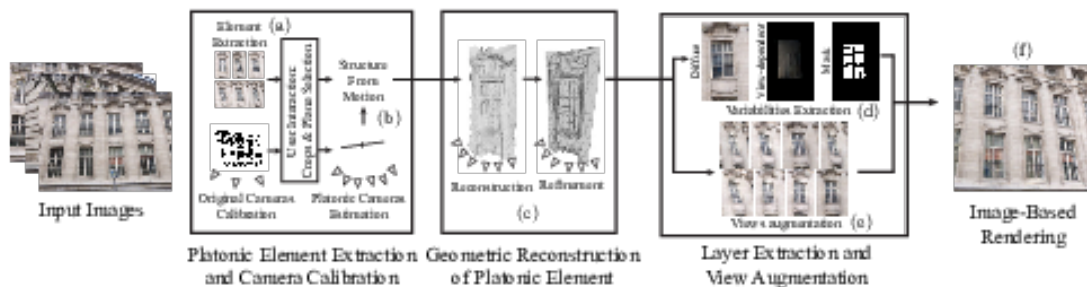 Input Images
Element (a)
Extraction
User Interaction:
Crops & Plane Selection
Structure
From
Motion
(b)
Original Cameras
Calibration
Platonic Cameras
Estimation
Platonic Element Extraction
and Camera Calibration
Reconstruction
Refinement
(c)
Geometric Reconstruction
of Platonic Element
Diffuse
View-dependent
Mask
Variabilities Extraction (d)
View Augmentation (e)
Layer Extraction and
View Augmentation
(f)
Image-Based
Rendering